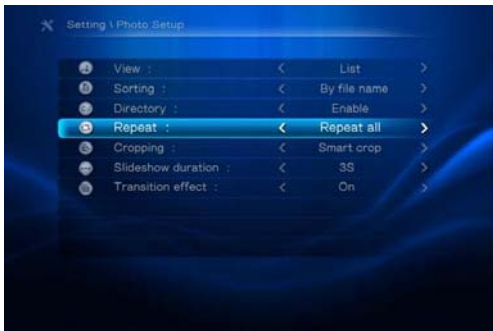 Setting \ Photo Setup
View : < List >
Sorting : < By file name >
Directory : < Enable >
Repeat : < Repeat all >
Cropping : < Smart crop >
Slideshow duration : < 3S >
Transition effect : < On >